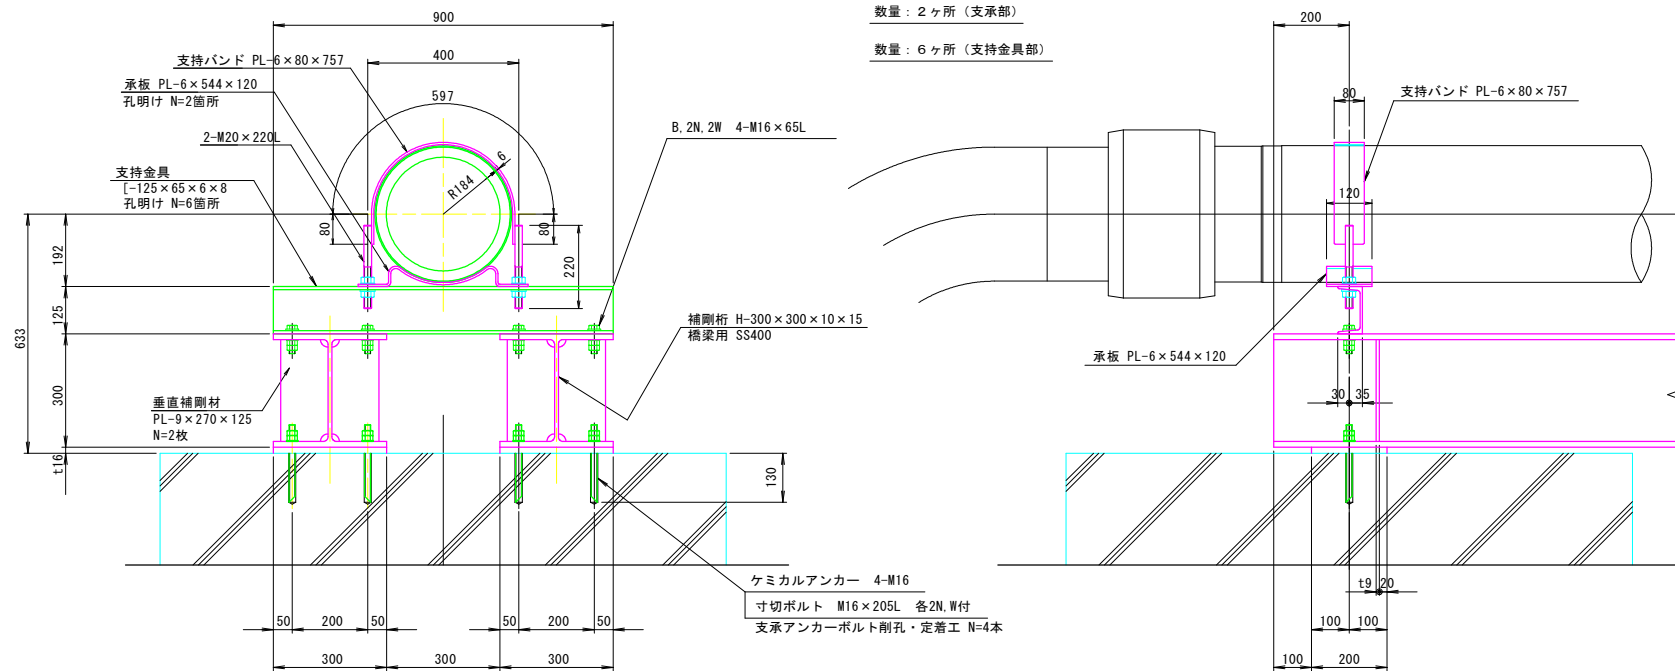 数量：２ヶ所（支承部）
数量：６ヶ所（支持金具部）
900
200
支持バンド PL-6×80×757
400
承板 PL-6×544×120
孔明け N=2箇所
597
80
支持バンド PL-6×80×757
2-M20×220L
B,2N,2W 4-M16×65L
6
支持金具
[-125×65×6×8
孔明け N=6箇所
R184
120
80
80
192
220
633
125
補剛桁 H-300×300×10×15
橋梁用 SS400
承板 PL-6×544×120
300
30
35
垂直補剛材
PL-9×270×125
N=2枚
t16
130
ケミカルアンカー 4-M16
t9
20
寸切ボルト M16×205L 各2N,W付
支承アンカーボルト削孔・定着工 N=4本
50
200
50
50
200
50
100
100
300
300
300
100
200